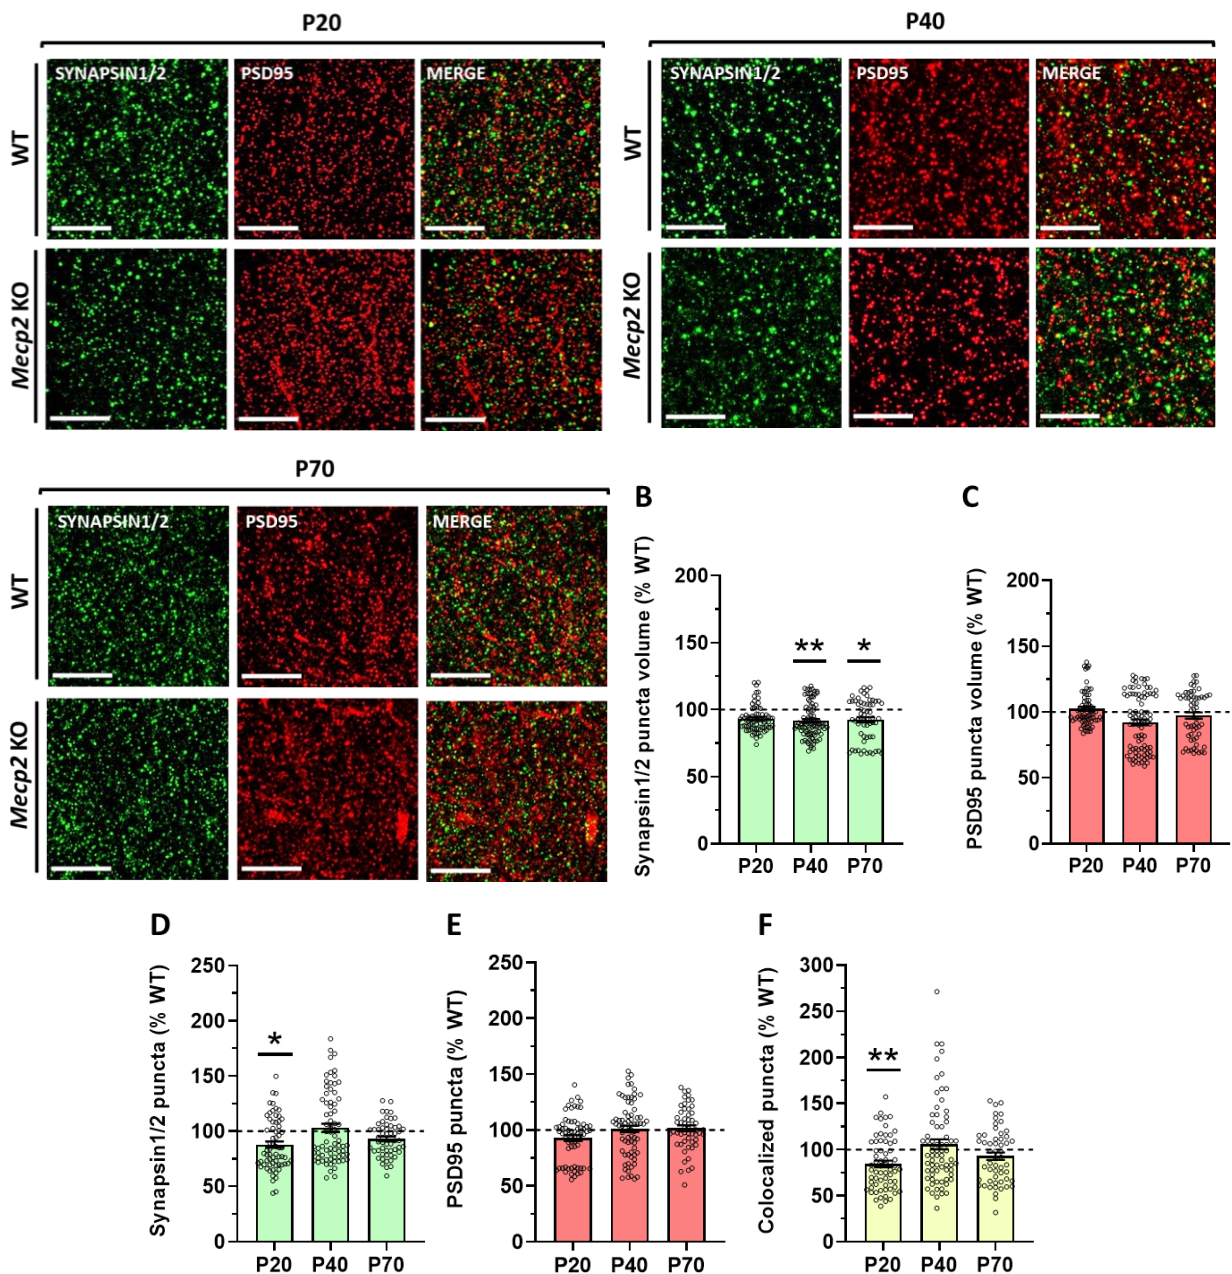 P20
SYNAPSIN1/2 PSD95 MERGE
WT
Mecp2 KO
P40
SYNAPSIN1/2 PSD95 MERGE
WT
Mecp2 KO
P70
SYNAPSIN1/2 PSD95 MERGE
WT
Mecp2 KO
B
Synapsin1/2 puncta volume (% WT)
200
150
100
50
0
** *
P20 P40 P70
C
PSD95 puncta volume (% WT)
200
150
100
50
0
P20 P40 P70
D
Synapsin1/2 puncta (% WT)
250
200
150
100
50
0
*
P20 P40 P70
E
PSD95 puncta (% WT)
250
200
150
100
50
0
P20 P40 P70
F
Colocalized puncta (% WT)
300
250
200
150
100
50
0
**
P20 P40 P70